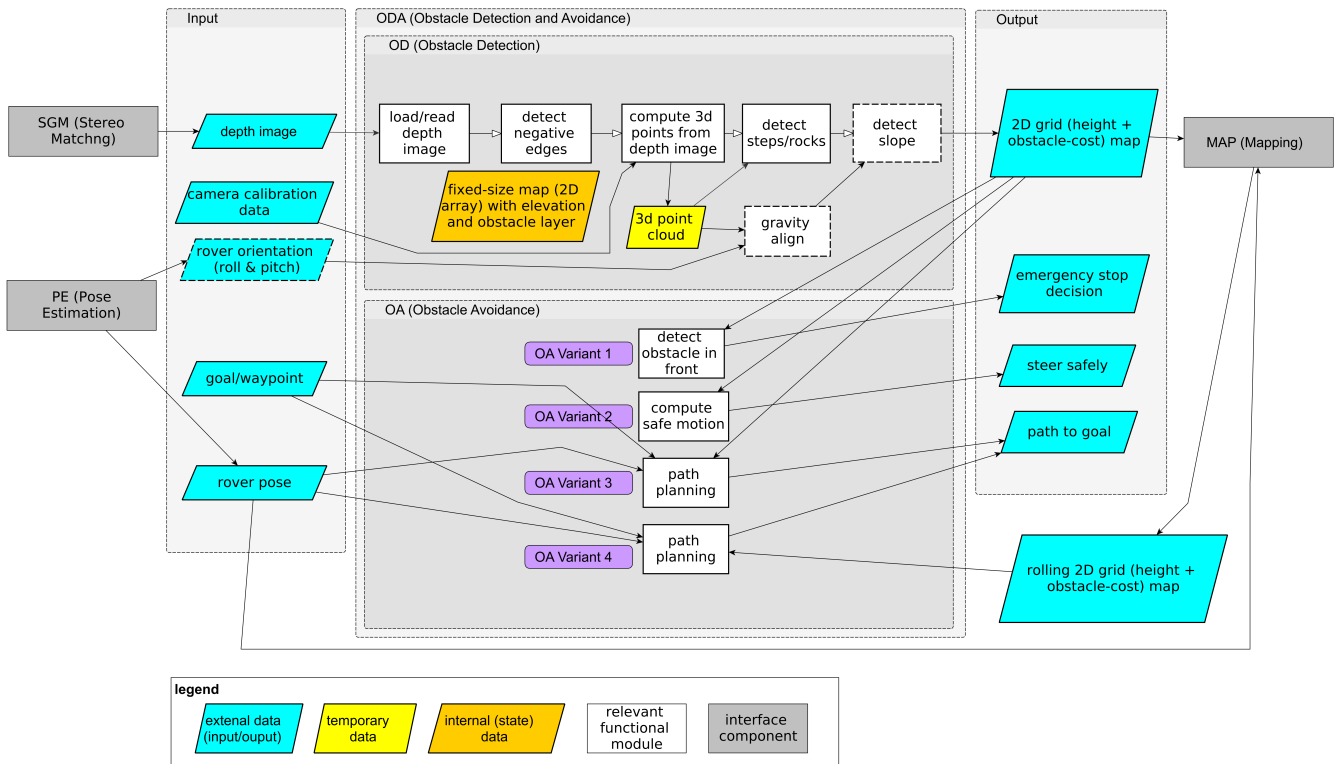 Input
ODA (Obstacle Detection and Avoidance)
Output
OD (Obstacle Detection)
SGM (Stereo
Matchng)
depth image
load/read
depth
image
detect
negative
edges
compute 3d
points from
depth image
detect
steps/rocks
detect
slope
2D grid (height +
obstacle-cost) map
MAP (Mapping)
camera calibration
data
fixed-size map (2D
array) with elevation
and obstacle layer
3d point
cloud
gravity
align
rover orientation
(roll & pitch)
PE (Pose
Estimation)
emergency stop
decision
OA (Obstacle Avoidance)
OA Variant 1
detect
obstacle in
front
goal/waypoint
steer safely
OA Variant 2
compute
safe motion
path to goal
rover pose
OA Variant 3
path
planning
OA Variant 4
path
planning
rolling 2D grid (height +
obstacle-cost) map
legend
extenal data
(input/ouput)
temporary
data
internal (state)
data
relevant
functional
module
interface
component